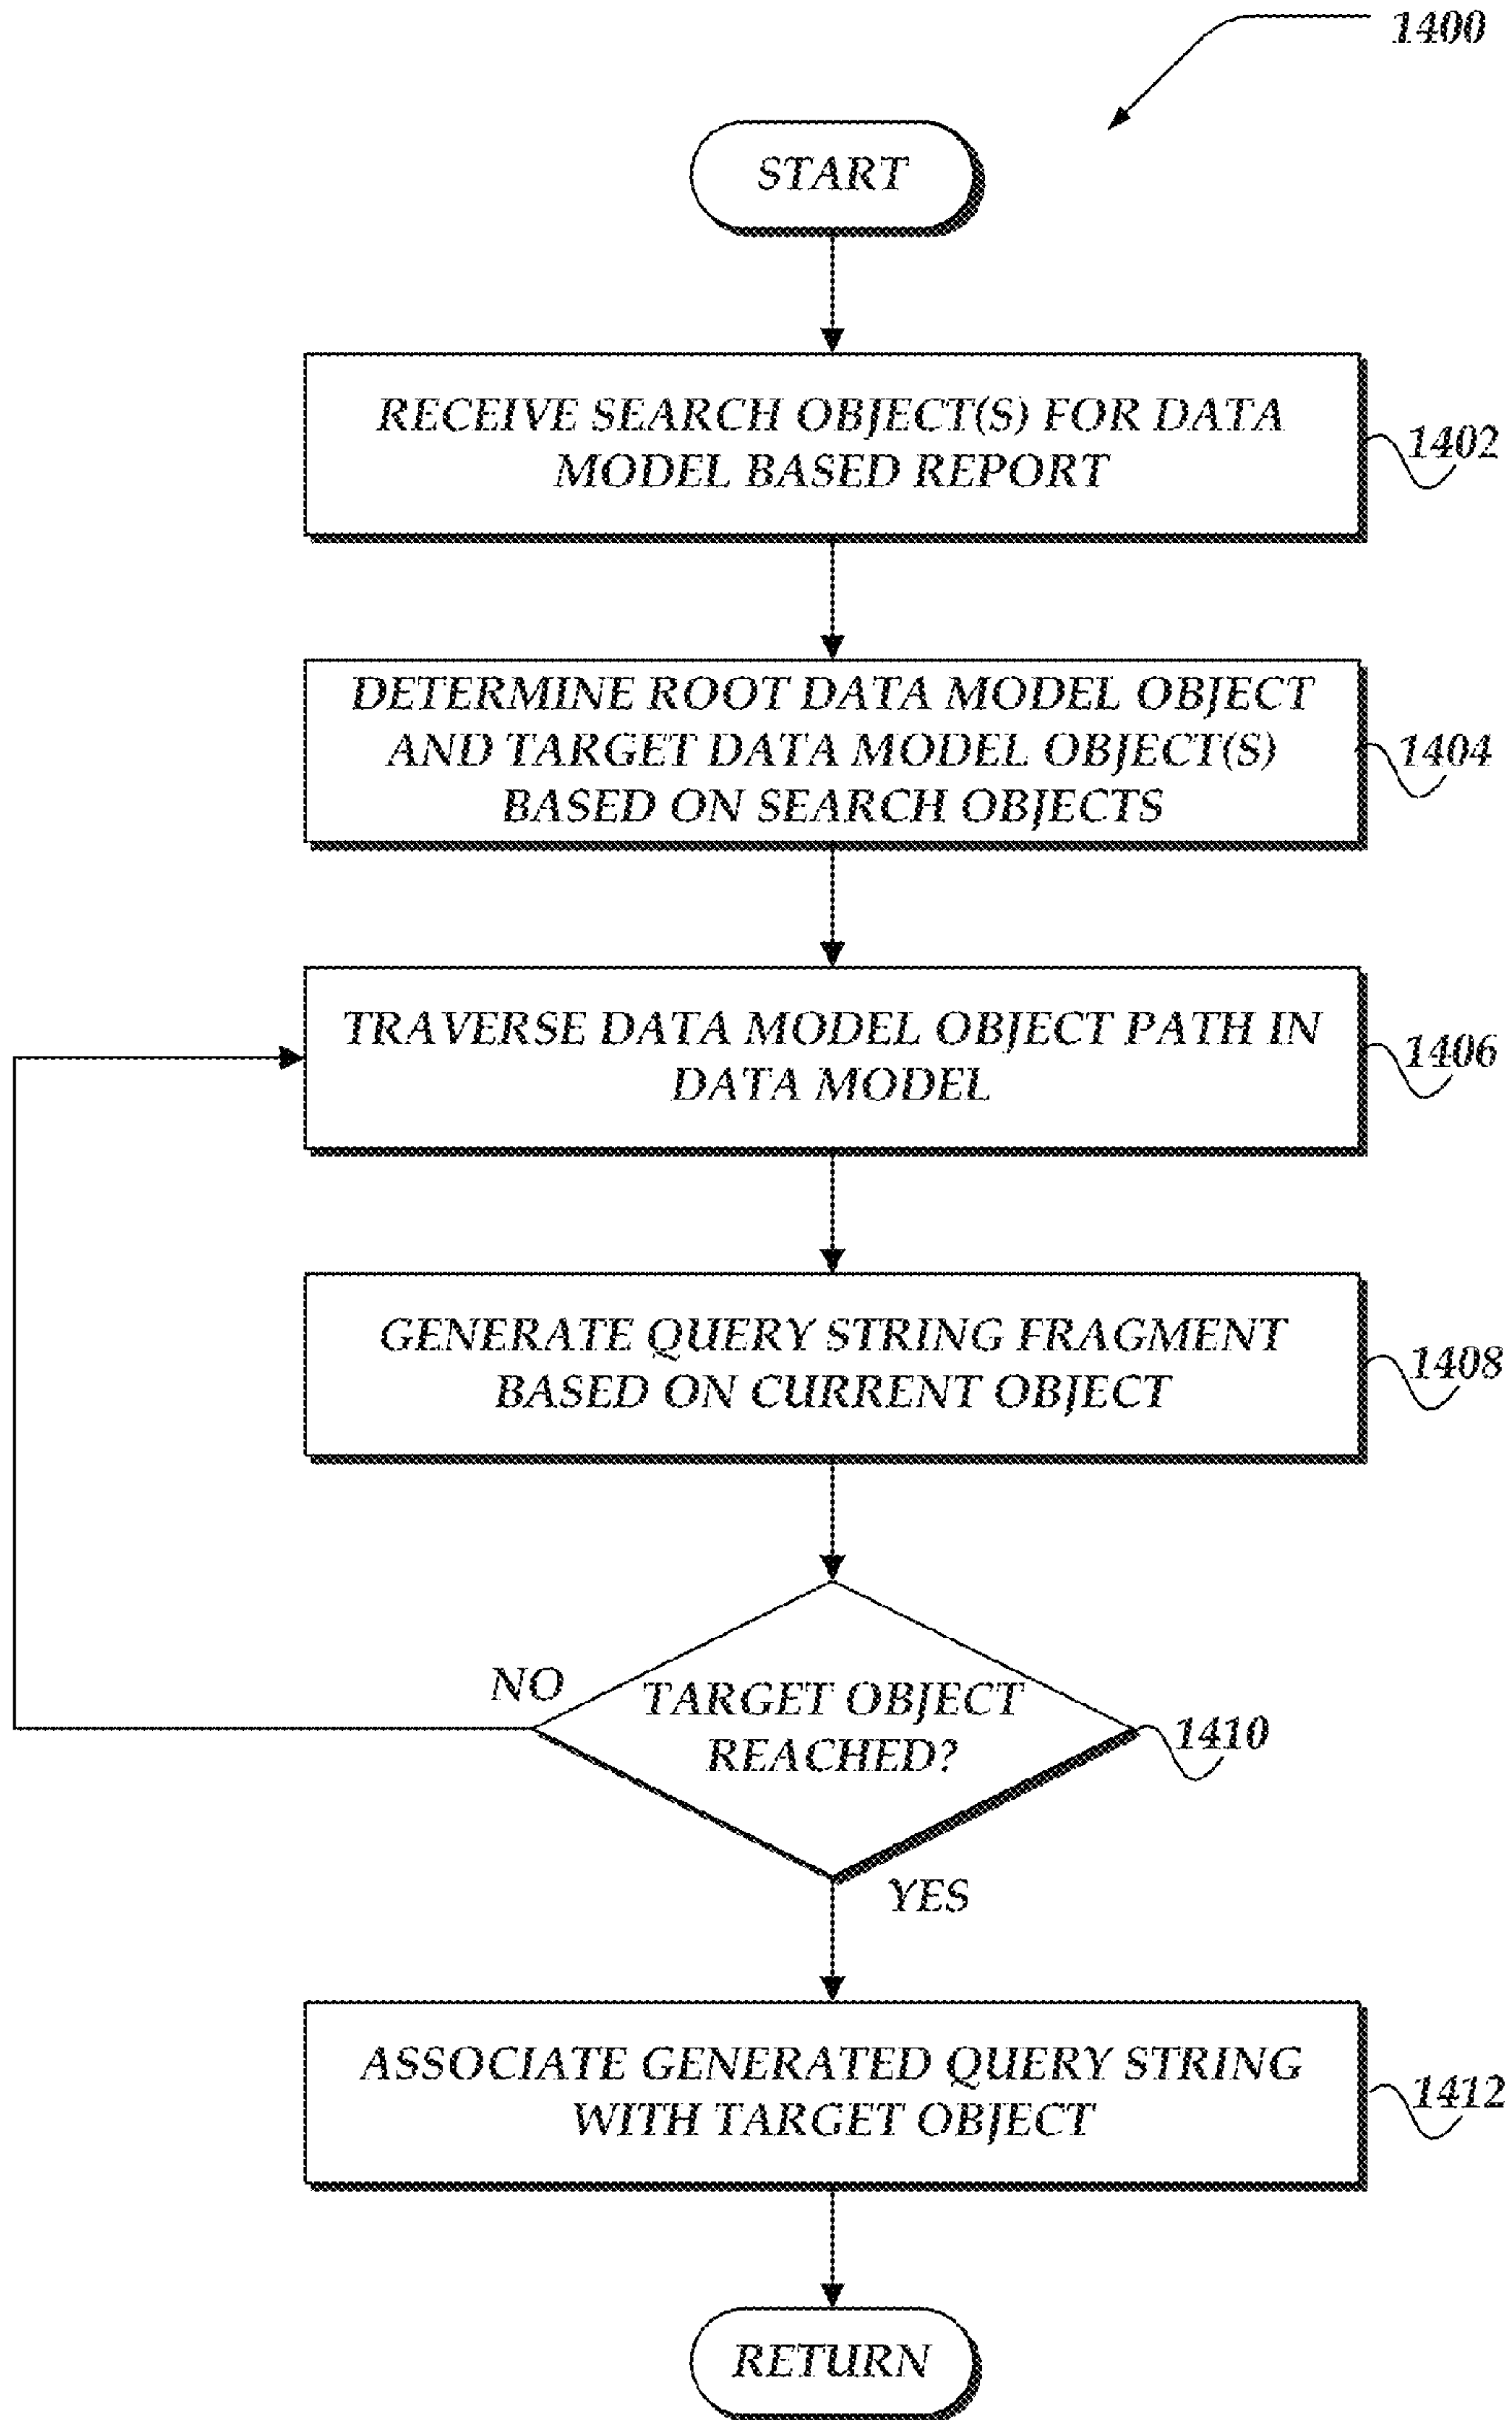 1400
START
RECEIVE SEARCH OBJECT(S) FOR DATA
MODEL BASED REPORT
1402
DETERMINE ROOT DATA MODEL OBJECT
AND TARGET DATA MODEL OBJECT(S)
BASED ON SEARCH OBJECTS
1404
TRAVERSE DATA MODEL OBJECT PATH IN
DATA MODEL
1406
GENERATE QUERY STRING FRAGMENT
BASED ON CURRENT OBJECT
1408
NO
TARGET OBJECT
REACHED?
1410
YES
ASSOCIATE GENERATED QUERY STRING
WITH TARGET OBJECT
1412
RETURN